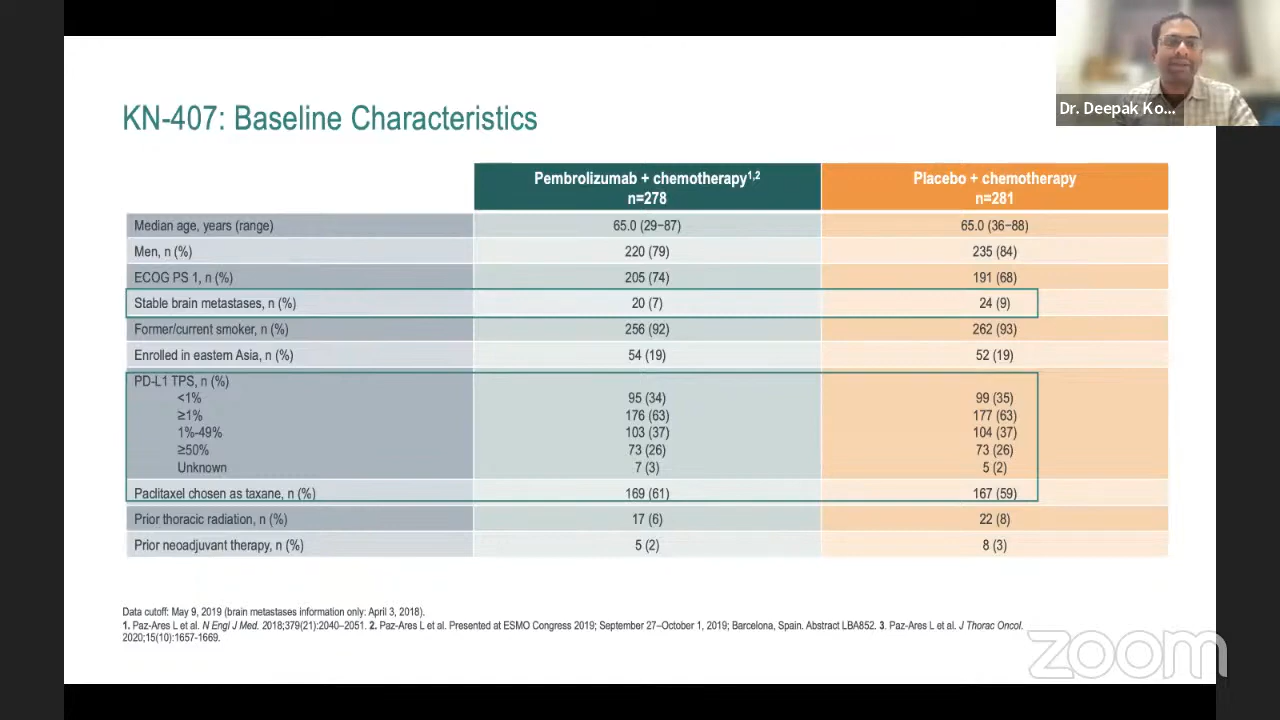 Dr. Deepak Ko...
KN-407: Baseline Characteristics
Pembrolizumab + chemotherapy1,2 Placebo + chemotherapy
n=278 n=281
Median age, years (range) 65.0 (29–87) 65.0 (36–88)
Men, n (%) 220 (79) 235 (84)
ECOG PS 1, n (%) 205 (74) 191 (68)
Stable brain metastases, n (%) 20 (7) 24 (9)
Former/current smoker, n (%) 256 (92) 262 (93)
Enrolled in eastern Asia, n (%) 54 (19) 52 (19)
PD-L1 TPS, n (%)
<1% 95 (34) 99 (35)
≥1% 176 (63) 177 (63)
1%-49% 103 (37) 104 (37)
≥50% 73 (26) 73 (26)
Unknown 7 (3) 5 (2)
Paclitaxel chosen as taxane, n (%) 169 (61) 167 (59)
Prior thoracic radiation, n (%) 17 (6) 22 (8)
Prior neoadjuvant therapy, n (%) 5 (2) 8 (3)
Data cutoff: May 9, 2019 (brain metastases information only: April 3, 2018).
1. Paz-Ares L et al. N Engl J Med. 2018;379(21):2040–2051. 2. Paz-Ares L et al. Presented at ESMO Congress 2019; September 27–October 1, 2019; Barcelona, Spain. Abstract LBA852. 3. Paz-Ares L et al. J Thorac Oncol.
2020;15(10):1657-1669.
zoom